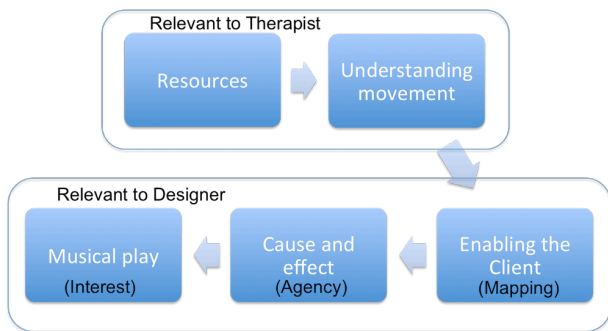 Relevant to Therapist
Resources
Understanding
movement
Relevant to Designer
Musical play
(Interest)
Cause and
effect
(Agency)
Enabling the
Client
(Mapping)